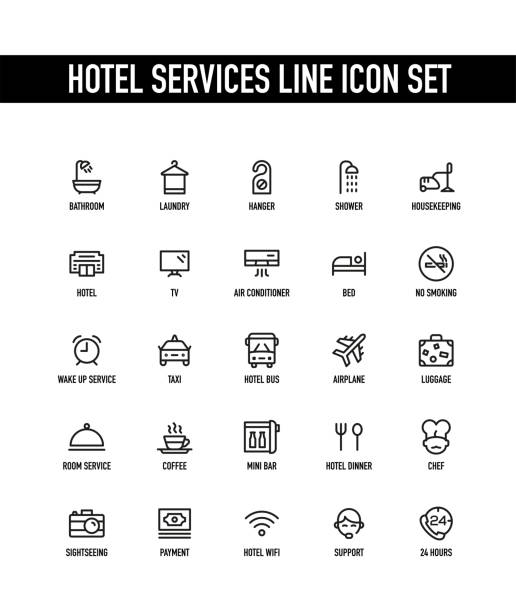 HOTEL SERVICES LINE ICON SET
BATHROOM LAUNDRY HANGER SHOWER HOUSEKEEPING
HOTEL TV AIR CONDITIONER BED NO SMOKING
WAKE UP SERVICE TAXI HOTEL BUS AIRPLANE LUGGAGE
ROOM SERVICE COFFEE MINI BAR HOTEL DINNER CHEF
24
SIGHTSEEING PAYMENT HOTEL WIFI SUPPORT 24 HOURS